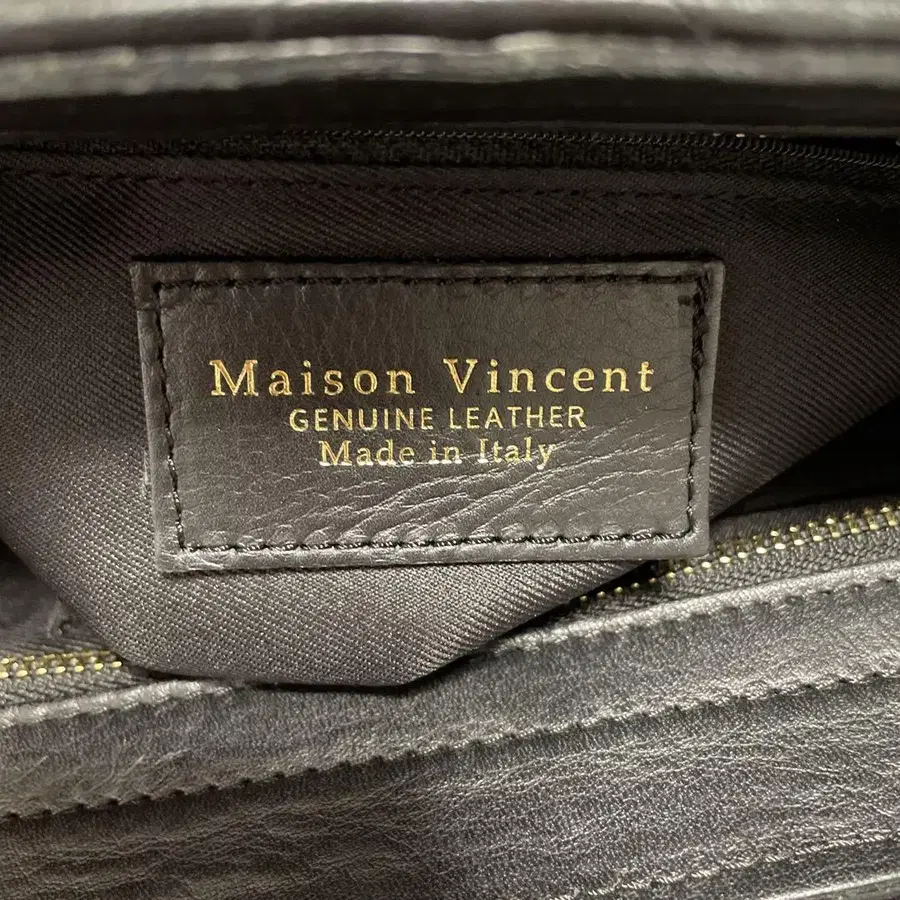 Maison Vincent
GENUINE LEATHER
Made in Italy